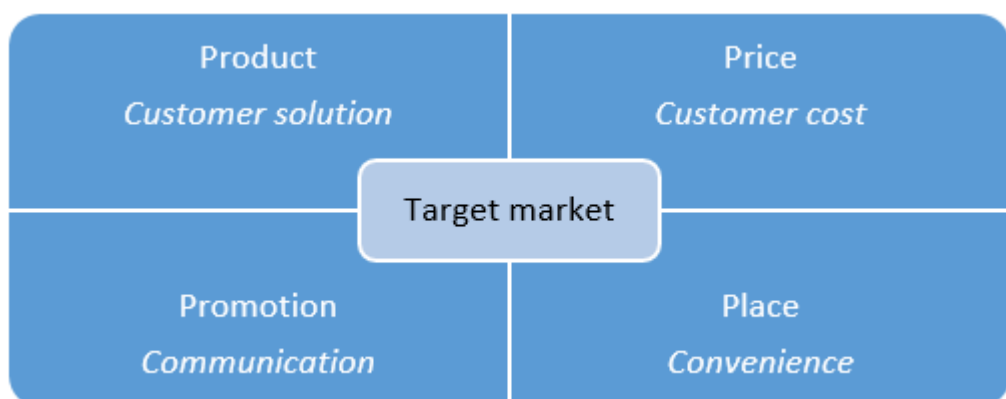 Product
Customer solution
Price
Customer cost
Target market
Promotion
Communication
Place
Convenience